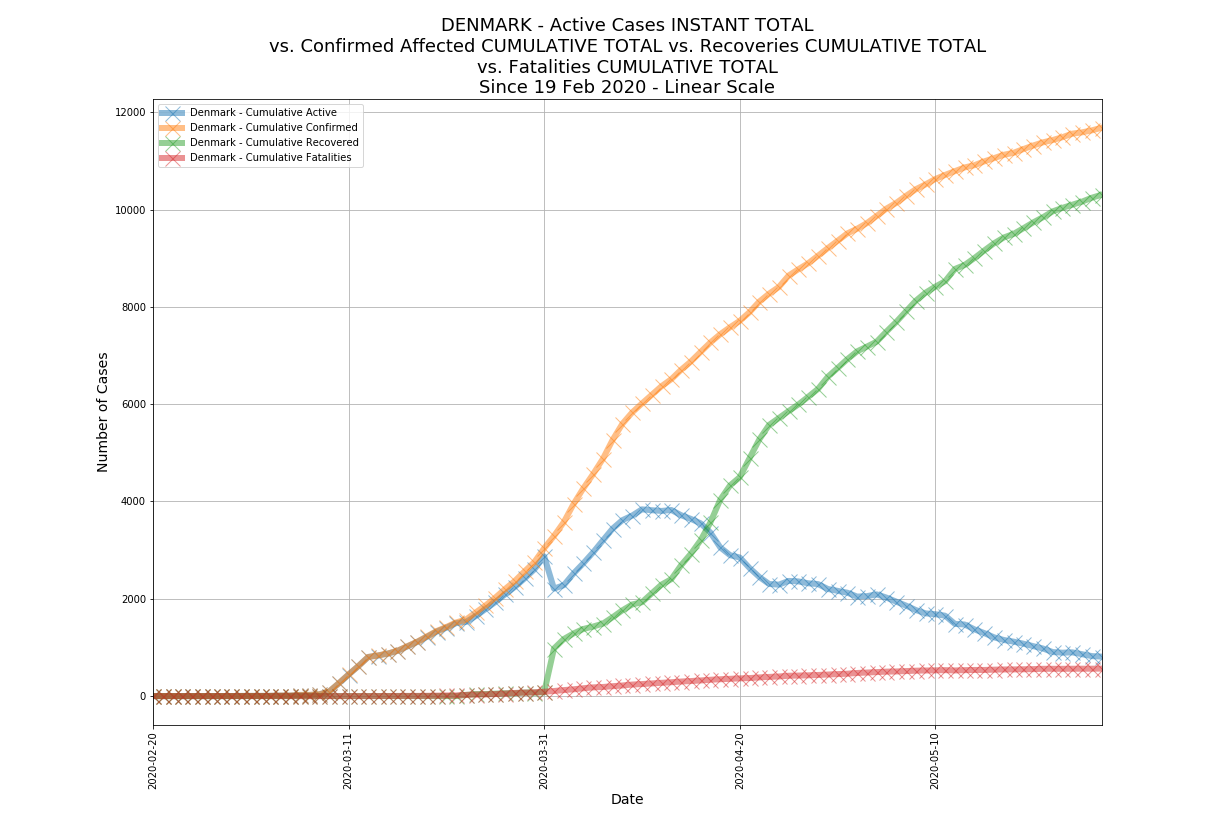 DENMARK - Active Cases INSTANT TOTAL
vs. Confirmed Affected CUMULATIVE TOTAL vs. Recoveries CUMULATIVE TOTAL
vs. Fatalities CUMULATIVE TOTAL
Since 19 Feb 2020 - Linear Scale
Denmark - Cumulative Active
Denmark - Cumulative Confirmed
Denmark - Cumulative Recovered
Denmark - Cumulative Fatalities
Number of Cases
12000
10000
8000
6000
4000
2000
0
2020-02-20
2020-03-11
2020-03-31
2020-04-20
2020-05-10
Date